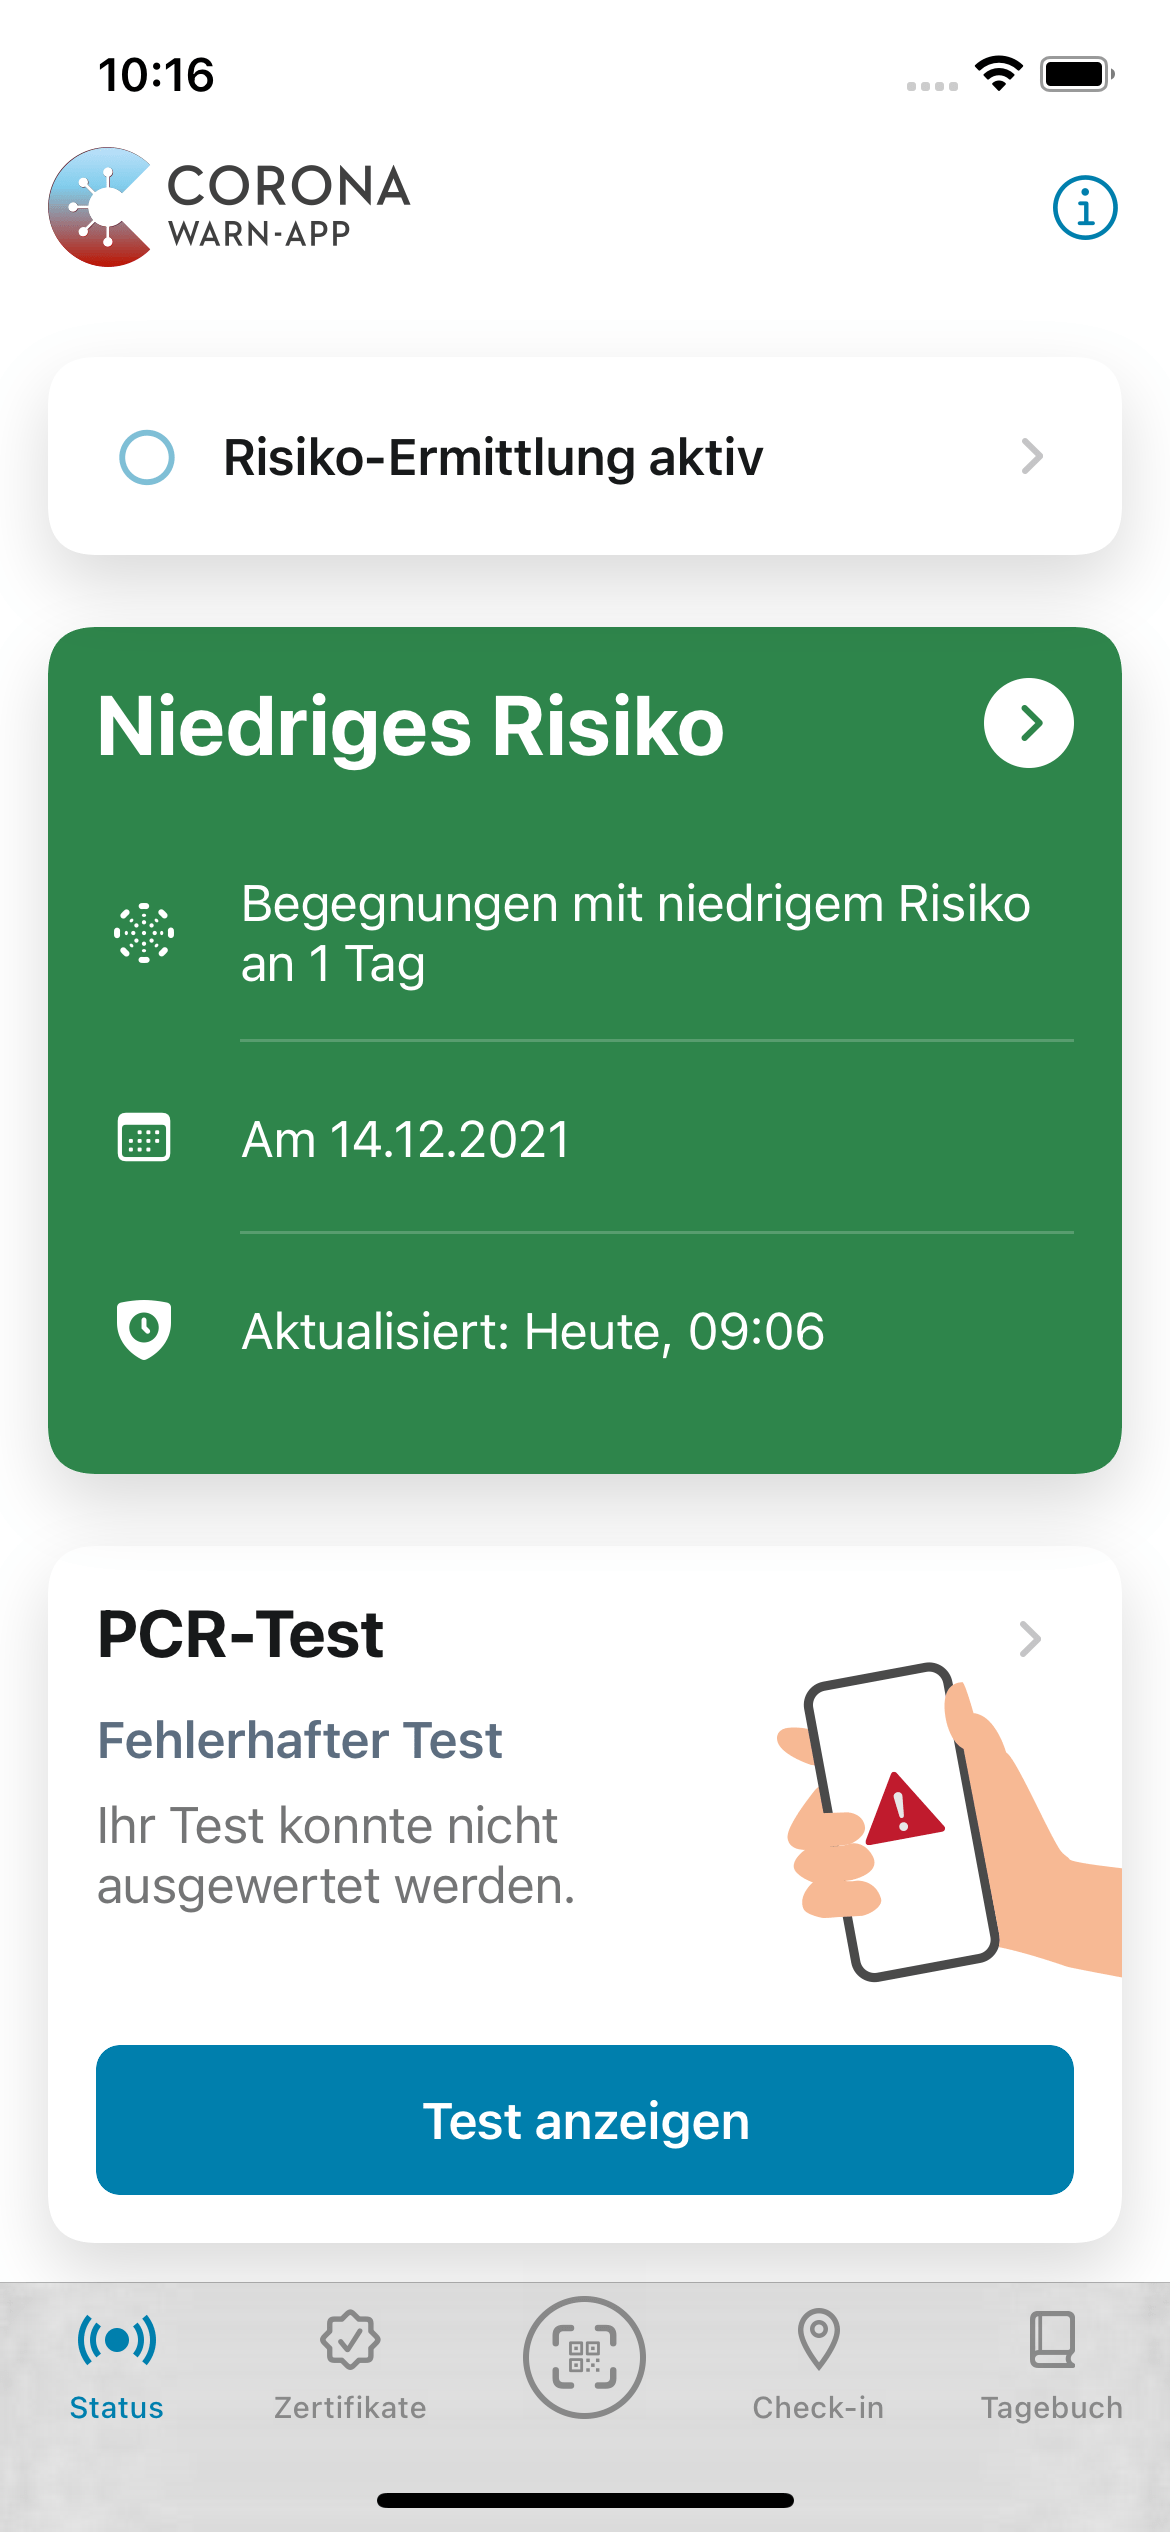 10:16
CORONA
WARN-APP
Risiko-Ermittlung aktiv
Niedriges Risiko
Begegnungen mit niedrigem Risiko
an 1 Tag
Am 14.12.2021
Aktualisiert: Heute, 09:06
PCR-Test
Fehlerhafter Test
Ihr Test konnte nicht
ausgewertet werden.
Test anzeigen
Status
Zertifikate
Check-in
Tagebuch